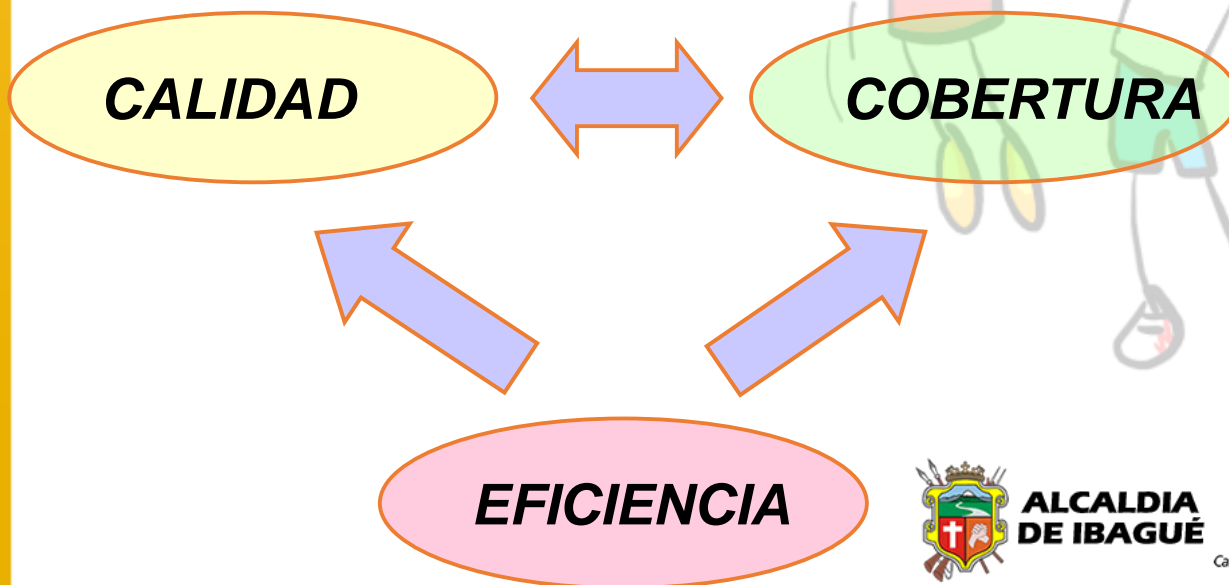 CALIDAD
COBERTURA
EFICIENCIA
ALCALDIA
DE IBAGUÉ